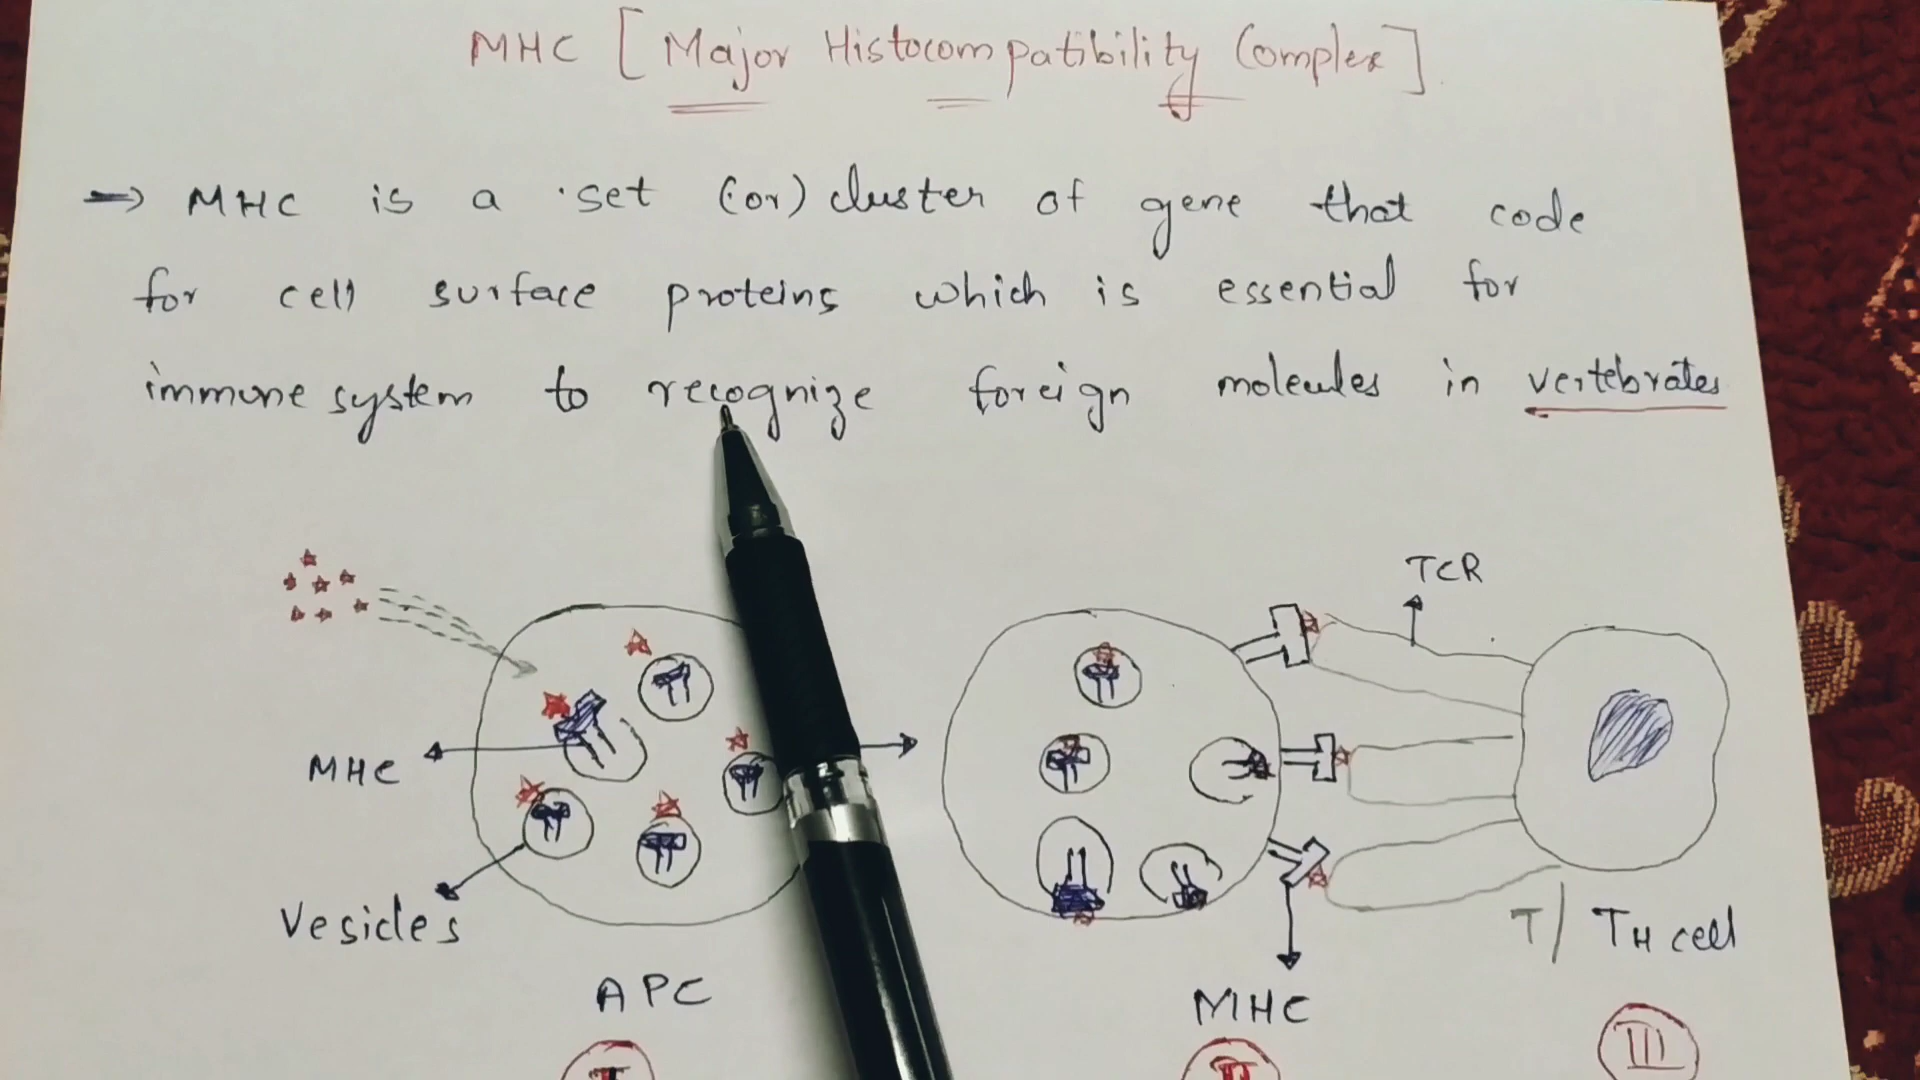 MHC [Major Histocompatibility Complex]
→ MHC is a set (or) cluster of gene that code
for cell surface proteins which is essential for
immune system to recognize foreign molecules in vertebrates
TCR
MHC
Vesicles
T/ TH cell
APC
MHC
I
II
III